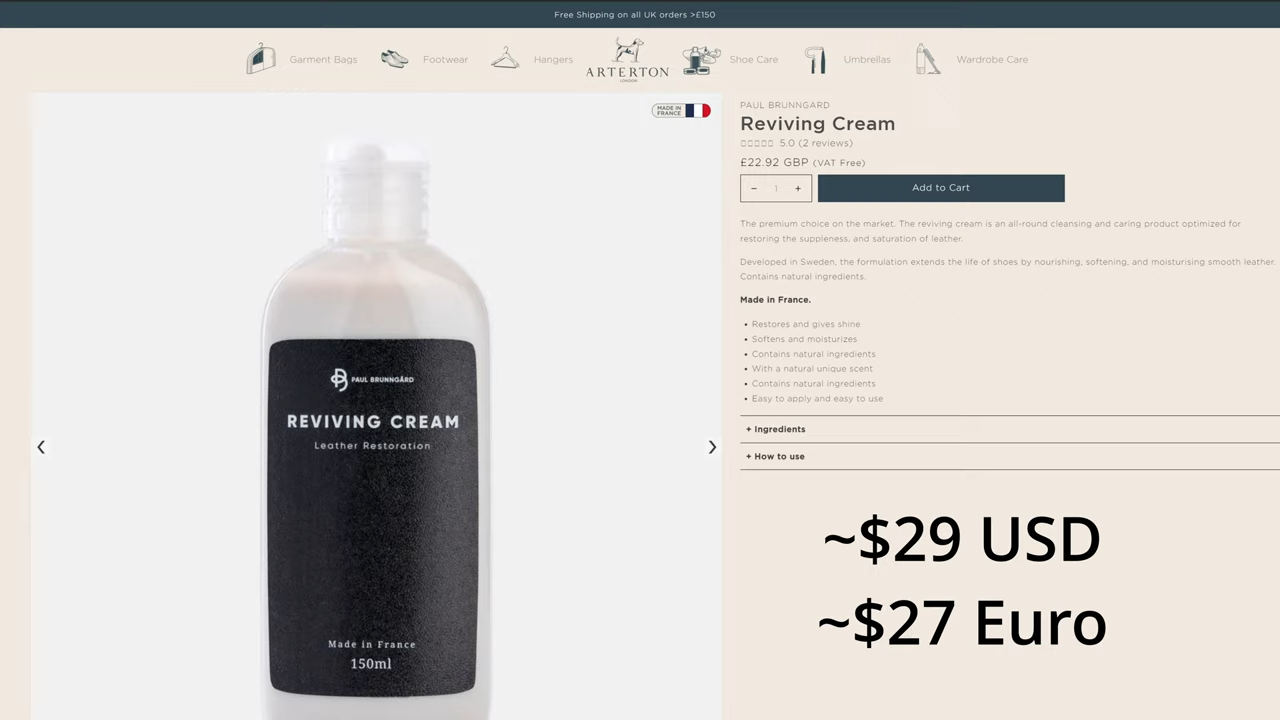 Free Shipping on all UK orders >£150
Garment Bags
Footwear
Hangers
ARTERTON
LONDON
Shoe Care
Umbrellas
Wardrobe Care
MADE IN
FRANCE
PAUL BRUNNGÅRD
REVIVING CREAM
Leather Restoration
Made in France
150ml
PAUL BRUNNGARD
Reviving Cream
5.0 (2 reviews)
£22.92 GBP (VAT Free)
− 1 +
Add to Cart
The premium choice on the market. The reviving cream is an all-round cleansing and caring product optimized for
restoring the suppleness, and saturation of leather.
Developed in Sweden, the formulation extends the life of shoes by nourishing, softening, and moisturising smooth leather.
Contains natural ingredients.
Made in France.
• Restores and gives shine
• Softens and moisturizes
• Contains natural ingredients
• With a natural unique scent
• Contains natural ingredients
• Easy to apply and easy to use
+ Ingredients
+ How to use
~$29 USD
~$27 Euro